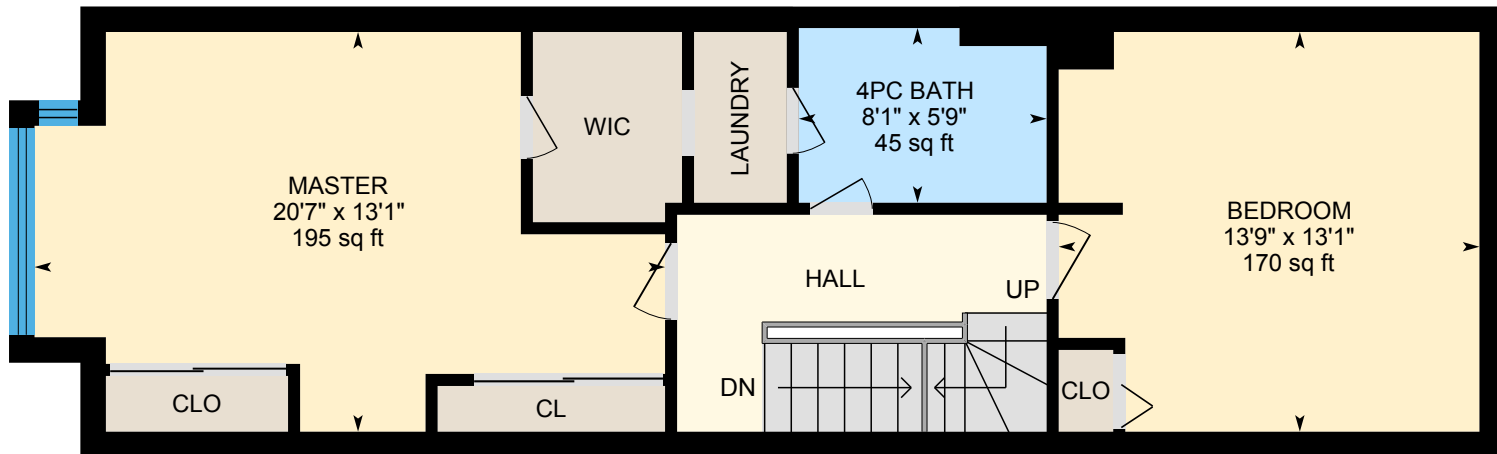 MASTER
20'7" x 13'1"
195 sq ft
WIC
LAUNDRY
4PC BATH
8'1" x 5'9"
45 sq ft
BEDROOM
13'9" x 13'1"
170 sq ft
HALL
UP
DN
CLO
CL
CLO